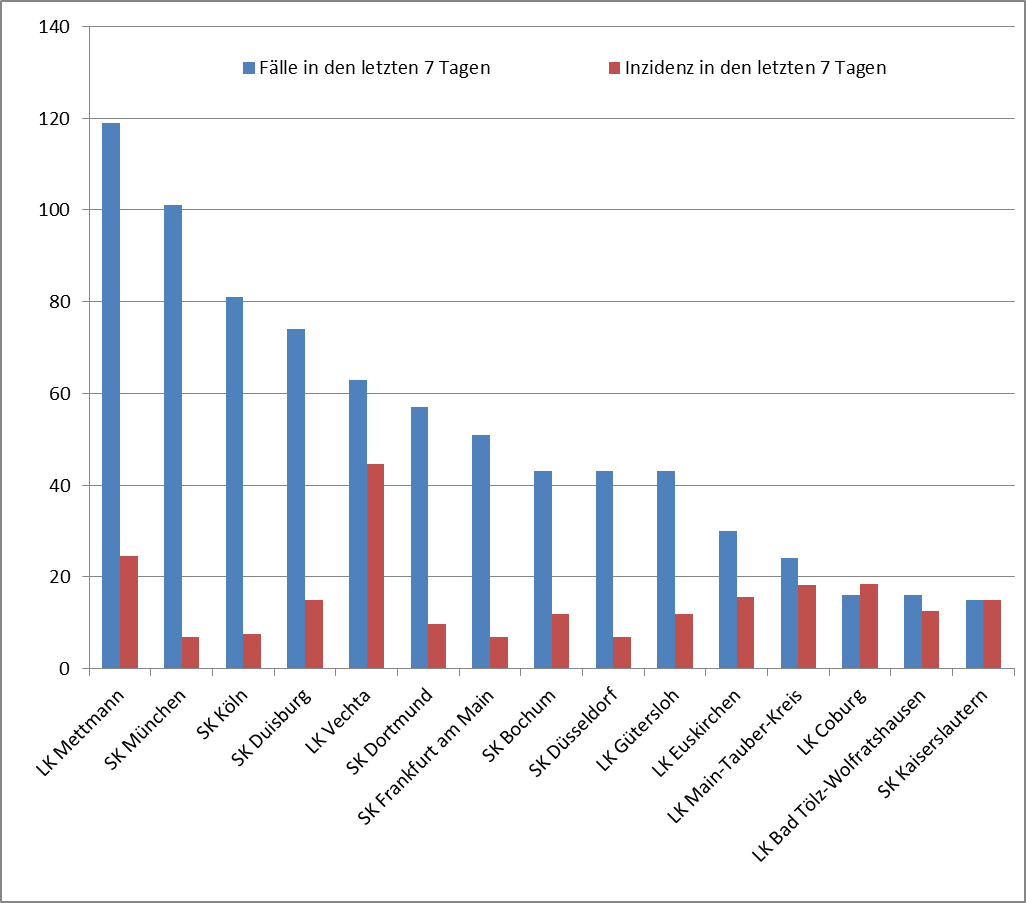 140
120
100
80
60
40
20
0
Fälle in den letzten 7 Tagen
Inzidenz in den letzten 7 Tagen
LK Mettmann
SK München
SK Köln
SK Duisburg
LK Vechta
SK Dortmund
SK Frankfurt am Main
SK Bochum
SK Düsseldorf
LK Gütersloh
LK Euskirchen
LK Main-Tauber-Kreis
LK Coburg
LK Bad Tölz-Wolfratshausen
SK Kaiserslautern